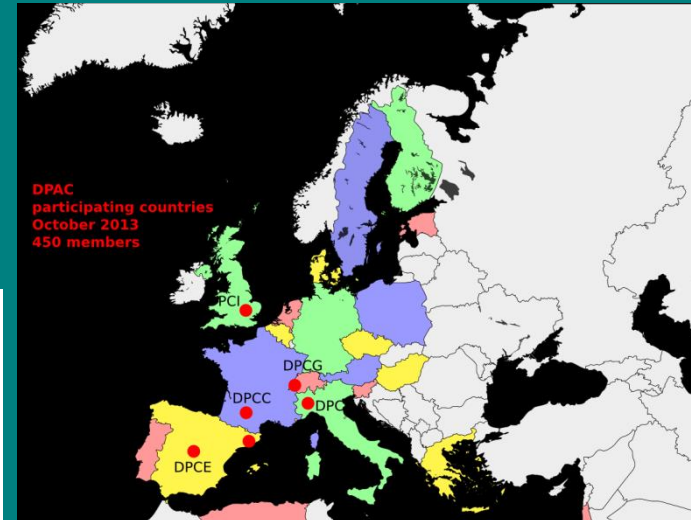 DPAC
participating countries
October 2013
450 members
PCI
DPCG
DPCC
DPC
DPCE